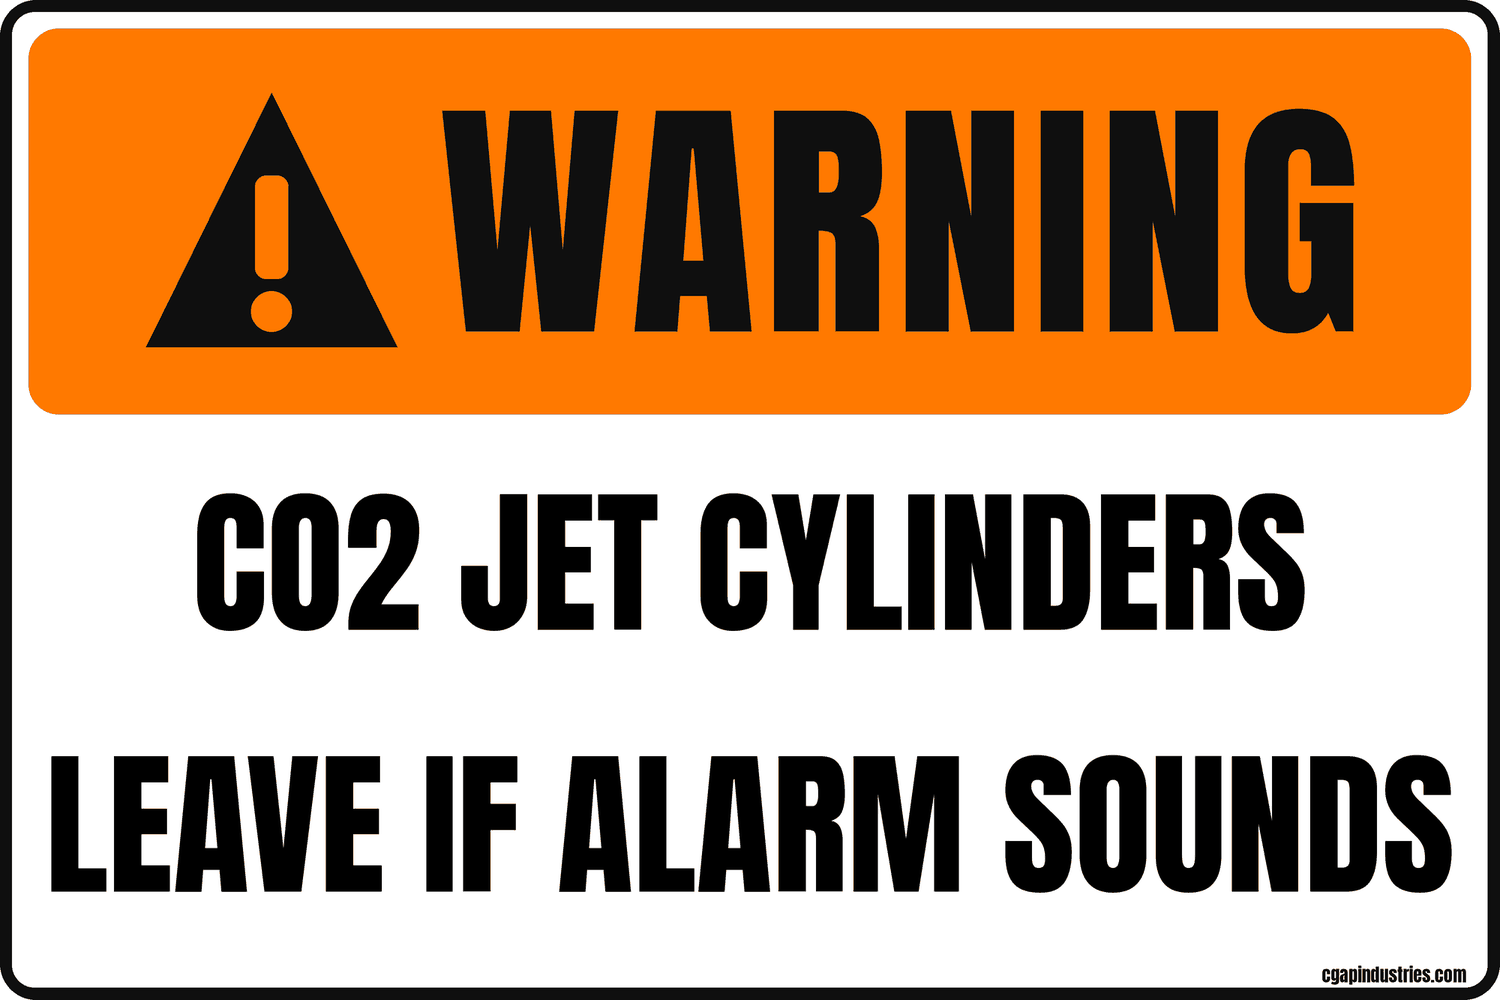 WARNING
CO2 JET CYLINDERS
LEAVE IF ALARM SOUNDS
cgapindustries.com